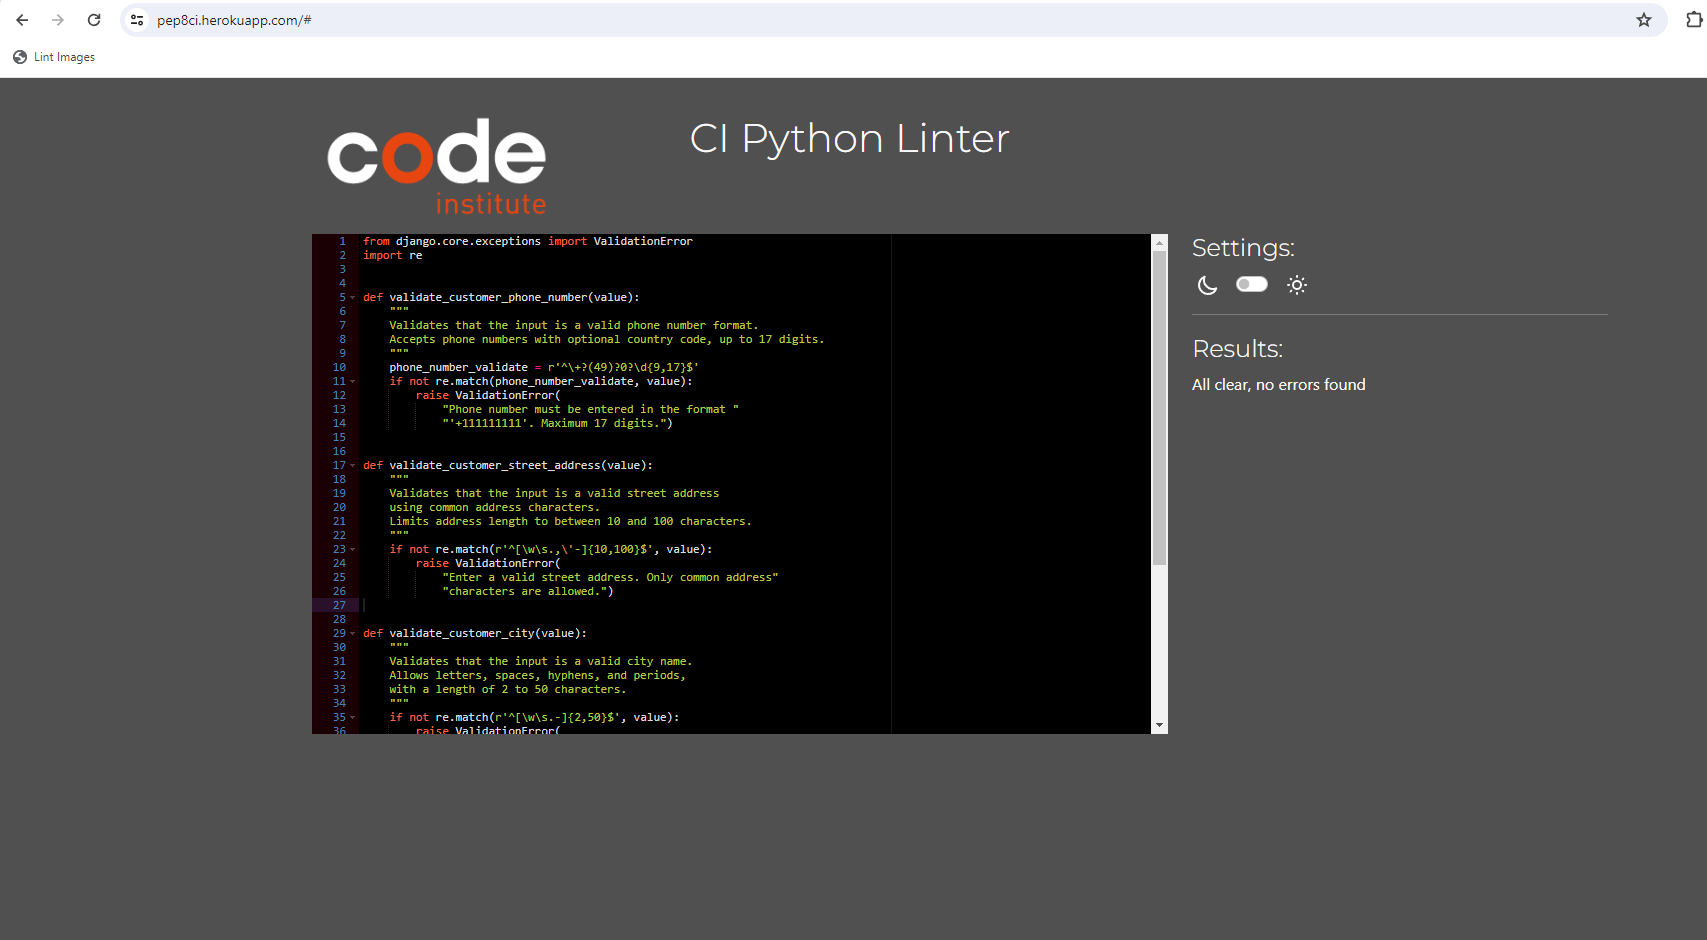 pep8ci.herokuapp.com/#
Lint Images
code
institute
CI Python Linter
1 from django.core.exceptions import ValidationError
2 import re
3
4
5 def validate_customer_phone_number(value):
6     """
7     Validates that the input is a valid phone number format.
8     Accepts phone numbers with optional country code, up to 17 digits.
9     """
10     phone_number_validate = r'^\+?(49)?0?\d{9,17}$'
11     if not re.match(phone_number_validate, value):
12         raise ValidationError(
13             "Phone number must be entered in the format "
14             "'+111111111'. Maximum 17 digits.")
15
16
17 def validate_customer_street_address(value):
18     """
19     Validates that the input is a valid street address
20     using common address characters.
21     Limits address length to between 10 and 100 characters.
22     """
23     if not re.match(r'^[\w\s.,\'-]{10,100}$', value):
24         raise ValidationError(
25             "Enter a valid street address. Only common address"
26             "characters are allowed.")
27
28
29 def validate_customer_city(value):
30     """
31     Validates that the input is a valid city name.
32     Allows letters, spaces, hyphens, and periods,
33     with a length of 2 to 50 characters.
34     """
35     if not re.match(r'^[\w\s.-]{2,50}$', value):
36         raise ValidationError(
Settings:
Results:
All clear, no errors found